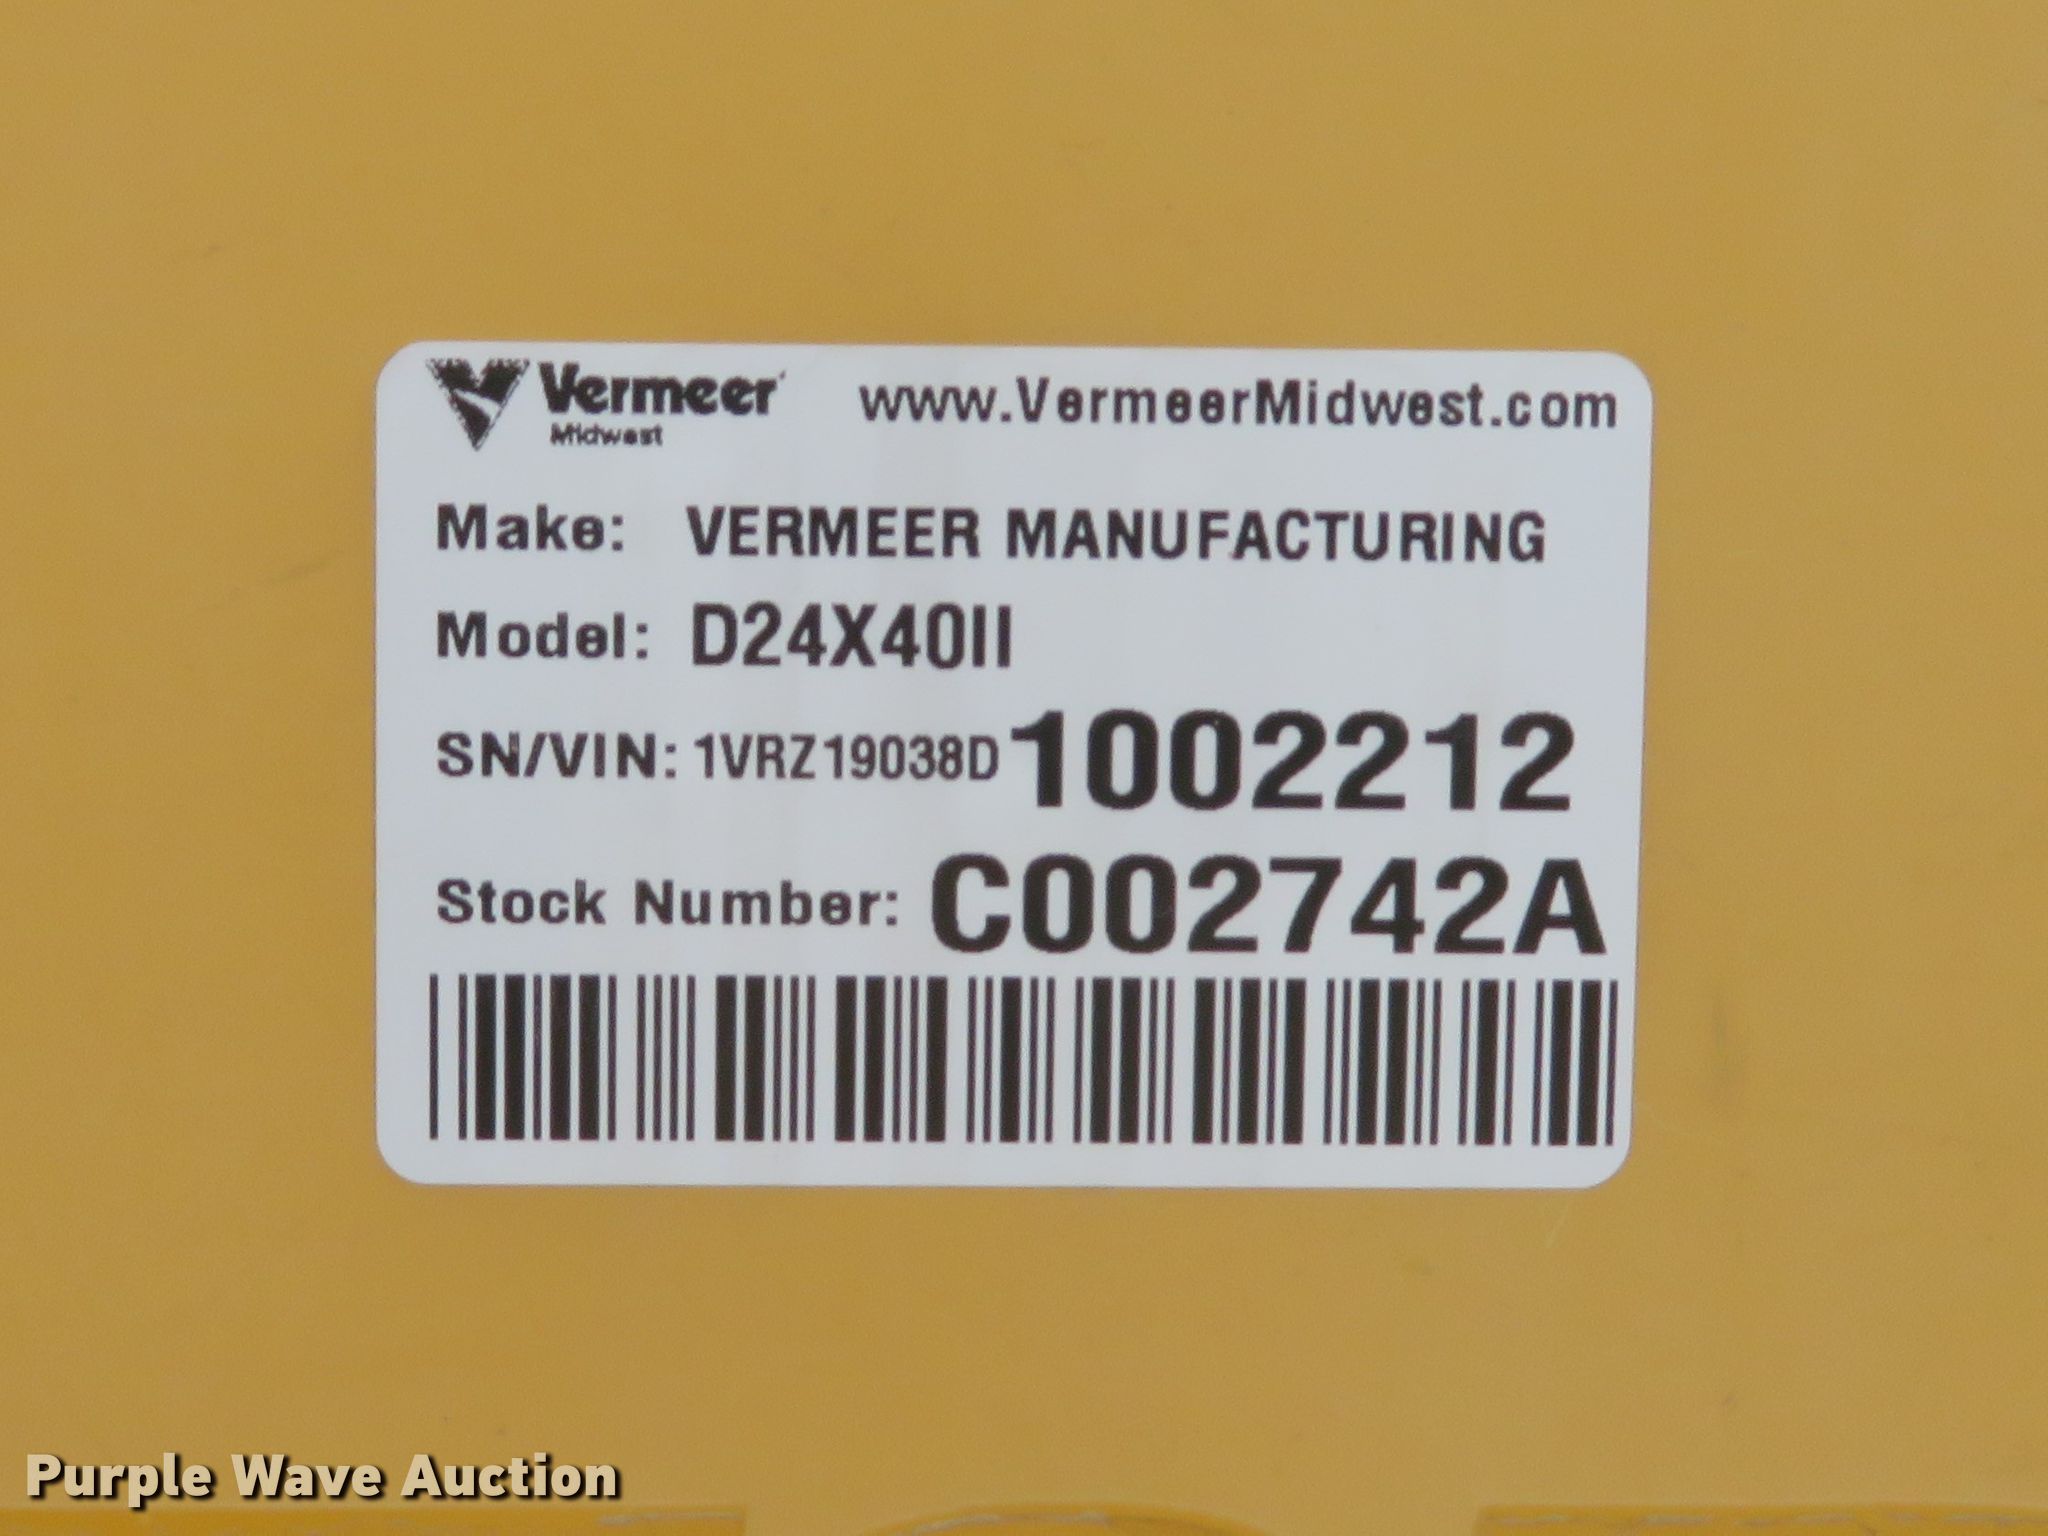 Vermeer www.VermeerMidwest.com
Midwest
Make: VERMEER MANUFACTURING
Model: D24X40II
SN/VIN: 1VRZ19038D1002212
Stock Number: C002742A
Purple Wave Auction